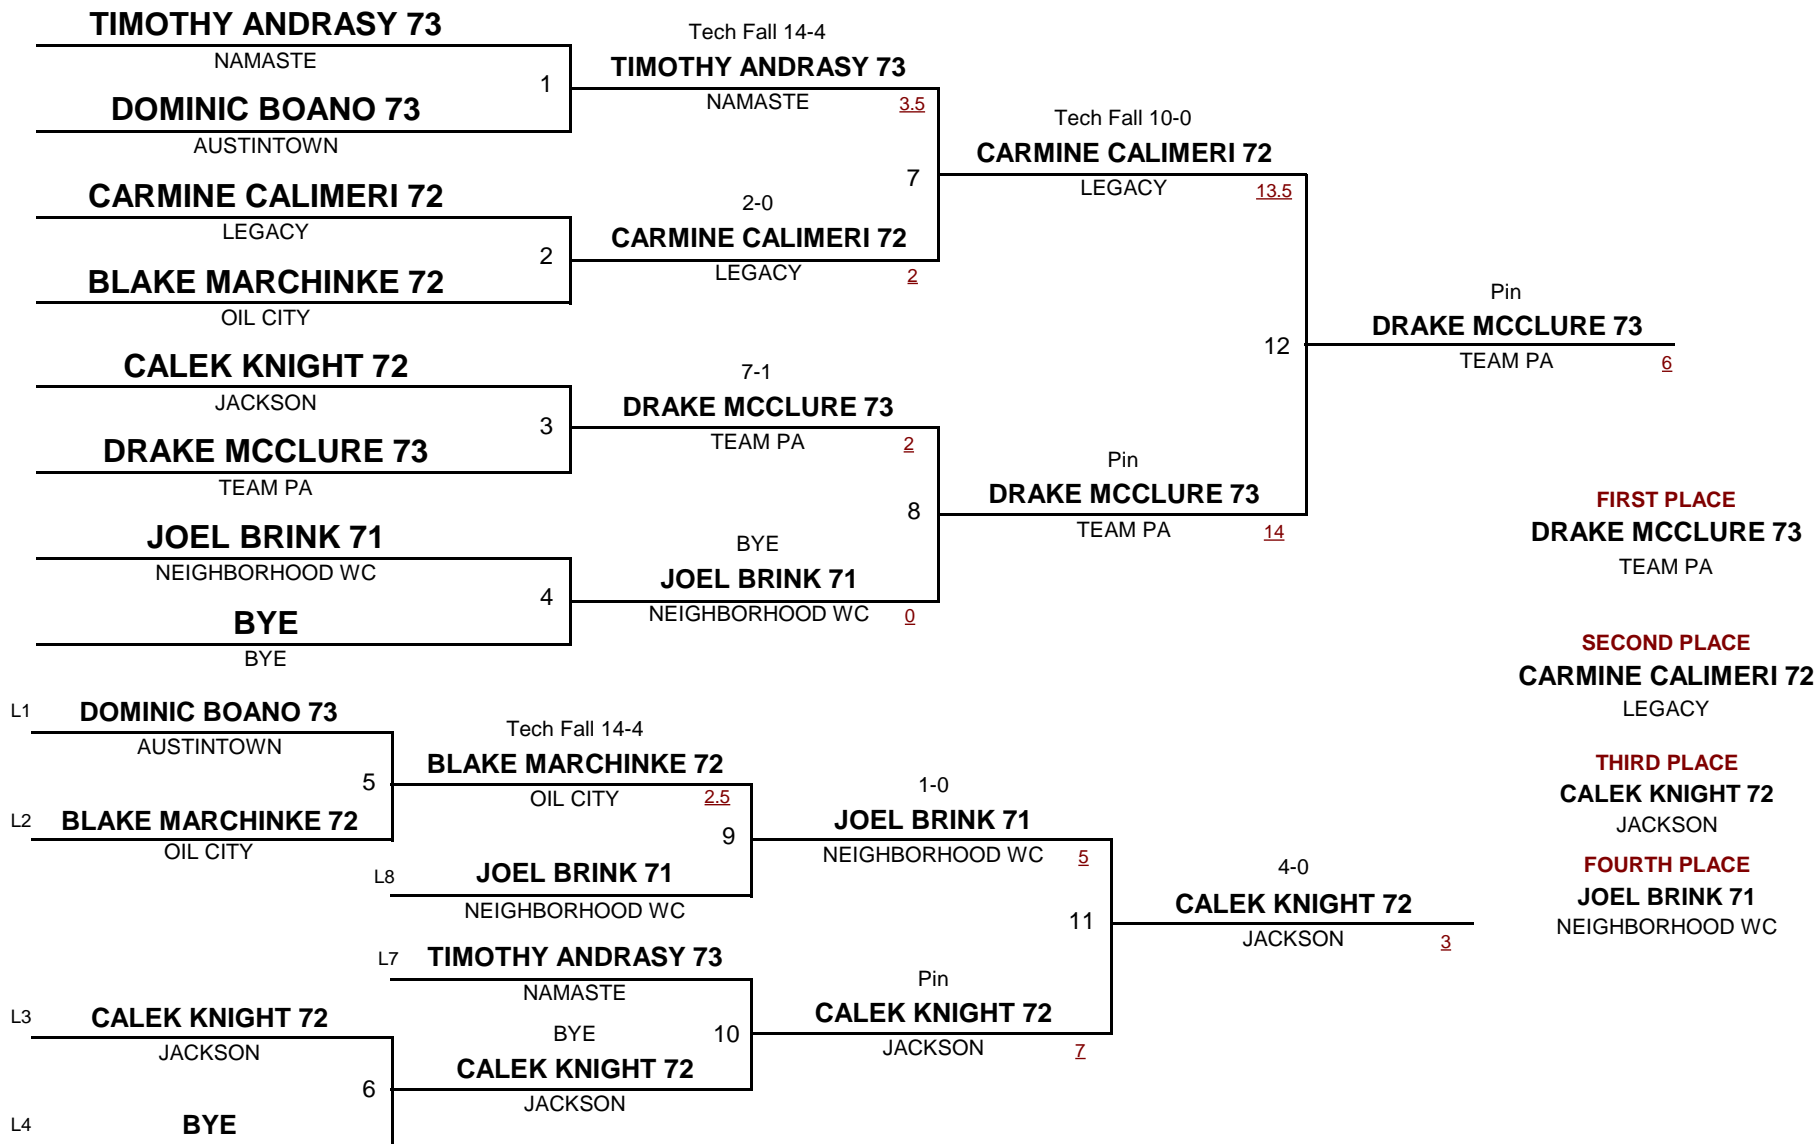 TIMOTHY ANDRASY 73
NAMASTE
1
DOMINIC BOANO 73
AUSTINTOWN
CARMINE CALIMERI 72
LEGACY
2
BLAKE MARCHINKE 72
OIL CITY
CALEK KNIGHT 72
JACKSON
3
DRAKE MCCLURE 73
TEAM PA
JOEL BRINK 71
NEIGHBORHOOD WC
4
BYE
BYE
Tech Fall 14-4
TIMOTHY ANDRASY 73
NAMASTE 3.5
7
2-0
CARMINE CALIMERI 72
LEGACY 2
7-1
DRAKE MCCLURE 73
TEAM PA 2
8
BYE
JOEL BRINK 71
NEIGHBORHOOD WC 0
Tech Fall 10-0
CARMINE CALIMERI 72
LEGACY 13.5
12
Pin
DRAKE MCCLURE 73
TEAM PA 14
Pin
DRAKE MCCLURE 73
TEAM PA 6
FIRST PLACE
DRAKE MCCLURE 73
TEAM PA
SECOND PLACE
CARMINE CALIMERI 72
LEGACY
THIRD PLACE
CALEK KNIGHT 72
JACKSON
FOURTH PLACE
JOEL BRINK 71
NEIGHBORHOOD WC
L1 DOMINIC BOANO 73
AUSTINTOWN
5
L2 BLAKE MARCHINKE 72
OIL CITY
L3 CALEK KNIGHT 72
JACKSON
6
L4 BYE
Tech Fall 14-4
BLAKE MARCHINKE 72
OIL CITY 2.5
9
L8 JOEL BRINK 71
NEIGHBORHOOD WC
L7 TIMOTHY ANDRASY 73
NAMASTE
10
BYE
CALEK KNIGHT 72
JACKSON
1-0
JOEL BRINK 71
NEIGHBORHOOD WC 5
11
Pin
CALEK KNIGHT 72
JACKSON 7
4-0
CALEK KNIGHT 72
JACKSON 3